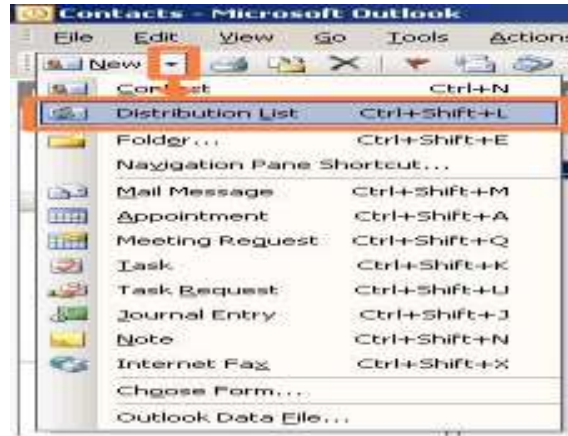 Contacts - Microsoft Outlook
File Edit View Go Tools Actions
New
Contact Ctrl+N
Distribution List Ctrl+Shift+L
Folder... Ctrl+Shift+E
Navigation Pane Shortcut...
Mail Message Ctrl+Shift+M
Appointment Ctrl+Shift+A
Meeting Request Ctrl+Shift+Q
Task Ctrl+Shift+K
Task Request Ctrl+Shift+U
Journal Entry Ctrl+Shift+J
Note Ctrl+Shift+N
Internet Fax Ctrl+Shift+X
Choose Form...
Outlook Data File...